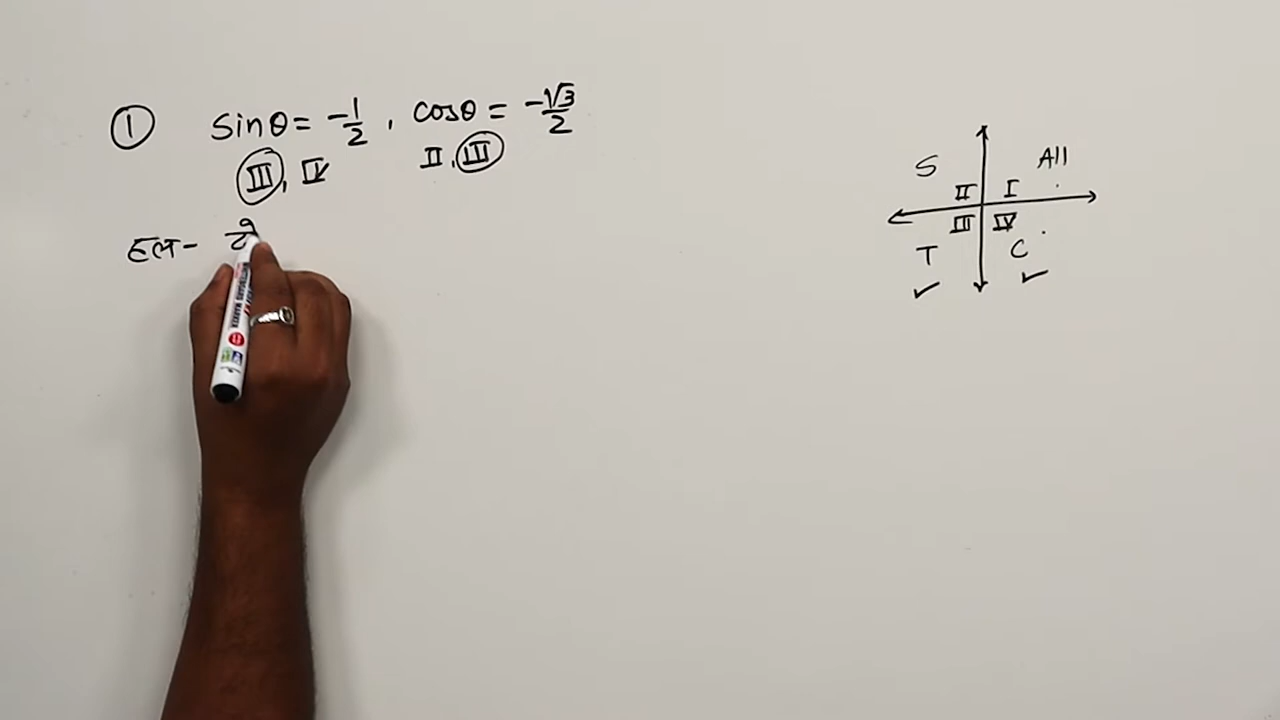 ① sinθ = -1/2 , cosθ = -√3/2
III, IV II, III
हल-
S All
II I
III IV
T C